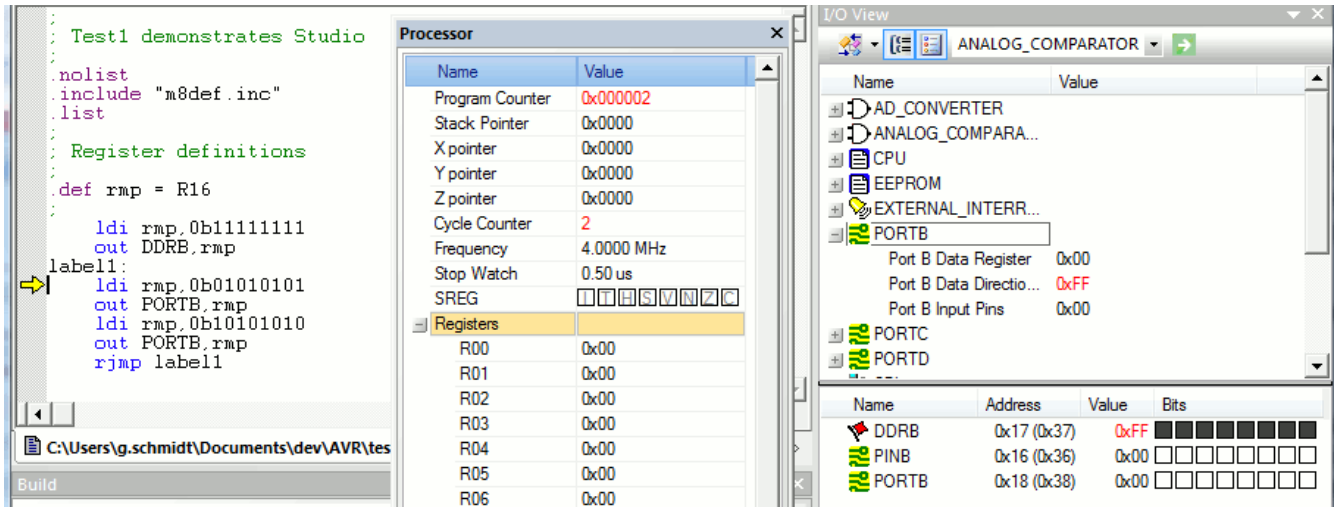 ;
; Test1 demonstrates Studio
;
.nolist
.include "m8def.inc"
.list
;
; Register definitions
;
.def rmp = R16
;
ldi rmp,0b11111111
out DDRB,rmp
label1:
ldi rmp,0b01010101
out PORTB,rmp
ldi rmp,0b10101010
out PORTB,rmp
rjmp label1
C:\Users\g.schmidt\Documents\dev\AVR\tes
Build
Processor
Name Value
Program Counter 0x000002
Stack Pointer 0x0000
X pointer 0x0000
Y pointer 0x0000
Z pointer 0x0000
Cycle Counter 2
Frequency 4.0000 MHz
Stop Watch 0.50 us
SREG I T H S V N Z C
Registers
R00 0x00
R01 0x00
R02 0x00
R03 0x00
R04 0x00
R05 0x00
R06 0x00
I/O View
ANALOG_COMPARATOR
Name Value
AD_CONVERTER
ANALOG_COMPARA...
CPU
EEPROM
EXTERNAL_INTERR...
PORTB
Port B Data Register 0x00
Port B Data Directio... 0xFF
Port B Input Pins 0x00
PORTC
PORTD
Name Address Value Bits
DDRB 0x17 (0x37) 0xFF
PINB 0x16 (0x36) 0x00
PORTB 0x18 (0x38) 0x00